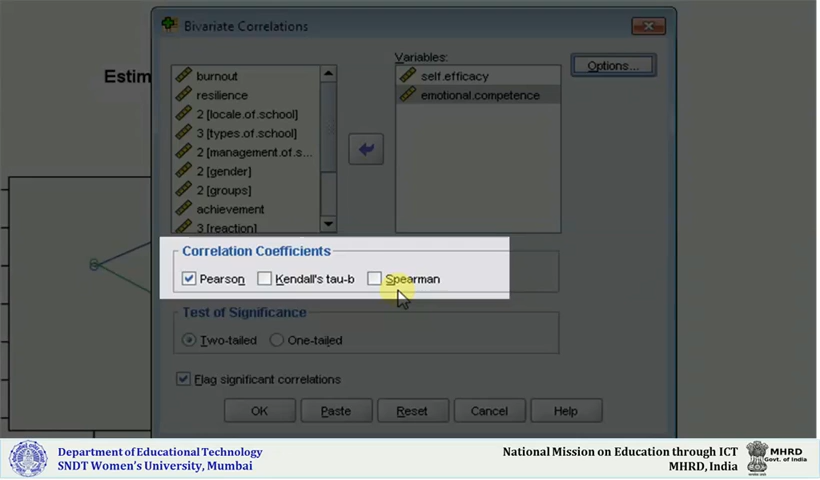 Bivariate Correlations
Estim
burnout
resilience
2 [locale.of.school]
3 [types.of.school]
2 [management.of.s...
2 [gender]
2 [groups]
achievement
3 [reaction]
Variables:
self.efficacy
emotional.competence
Options...
Correlation Coefficients
Pearson Kendall's tau-b Spearman
Test of Significance
Two-tailed One-tailed
Flag significant correlations
OK Paste Reset Cancel Help
Department of Educational Technology
SNDT Women's University, Mumbai
National Mission on Education through ICT
MHRD, India
MHRD
Govt. of India